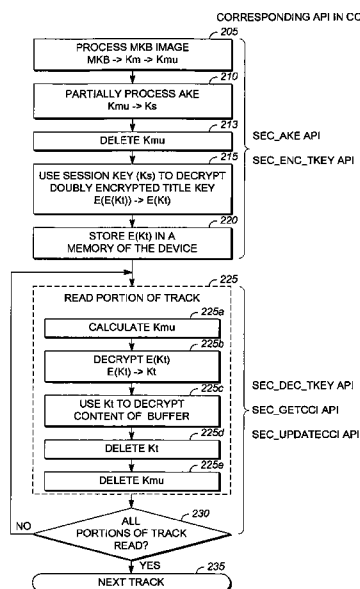 CORRESPONDING API IN CO
205
PROCESS MKB IMAGE
MKB -> Km -> Kmu
210
PARTIALLY PROCESS AKE
Kmu -> Ks
213
DELETE Kmu
SEC_AKE API
215
SEC_ENC_TKEY API
USE SESSION KEY (Ks) TO DECRYPT
DOUBLY ENCRYPTED TITLE KEY
E(E(Kt)) -> E(Kt)
220
STORE E(Kt) IN A
MEMORY OF THE DEVICE
225
READ PORTION OF TRACK
225a
CALCULATE Kmu
225b
DECRYPT E(Kt)
E(Kt) -> Kt
225c
USE Kt TO DECRYPT
CONTENT OF BUFFER
SEC_DEC_TKEY API
SEC_GETCCI API
SEC_UPDATECCI API
225d
DELETE Kt
225e
DELETE Kmu
230
NO
ALL
PORTIONS OF TRACK
READ?
YES
235
NEXT TRACK